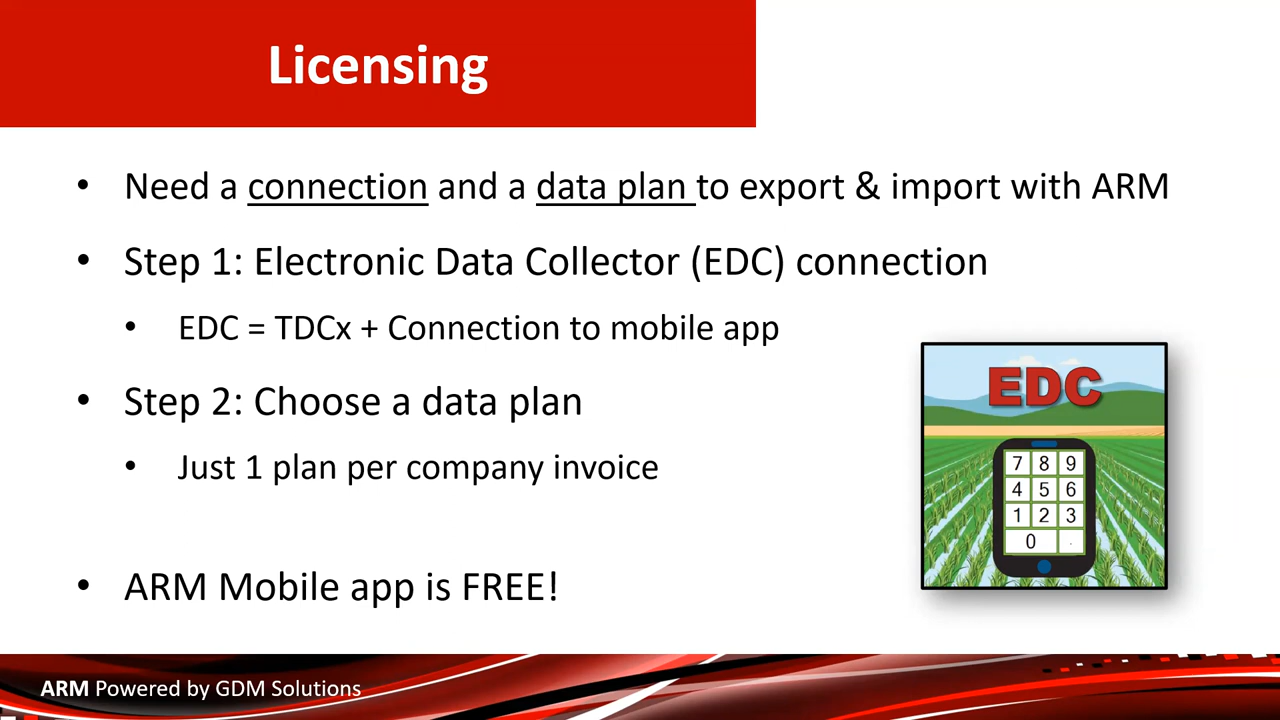 Licensing
• Need a connection and a data plan to export & import with ARM
• Step 1: Electronic Data Collector (EDC) connection
• EDC = TDCx + Connection to mobile app
• Step 2: Choose a data plan
• Just 1 plan per company invoice
• ARM Mobile app is FREE!
EDC
7 8 9
4 5 6
1 2 3
0 .
ARM Powered by GDM Solutions